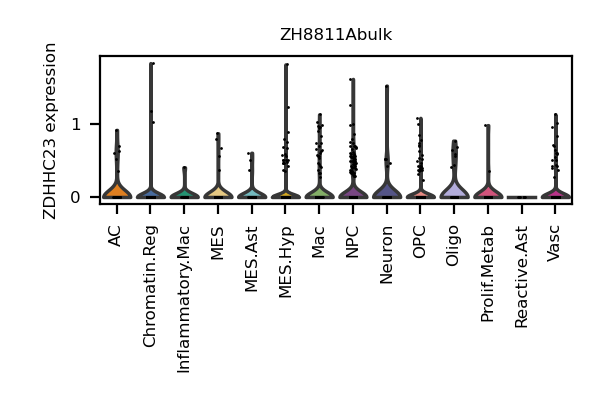 ZH8811Abulk
ZDHHC23 expression
1
0
AC
Chromatin.Reg
Inflammatory.Mac
MES
MES.Ast
MES.Hyp
Mac
NPC
Neuron
OPC
Oligo
Prolif.Metab
Reactive.Ast
Vasc